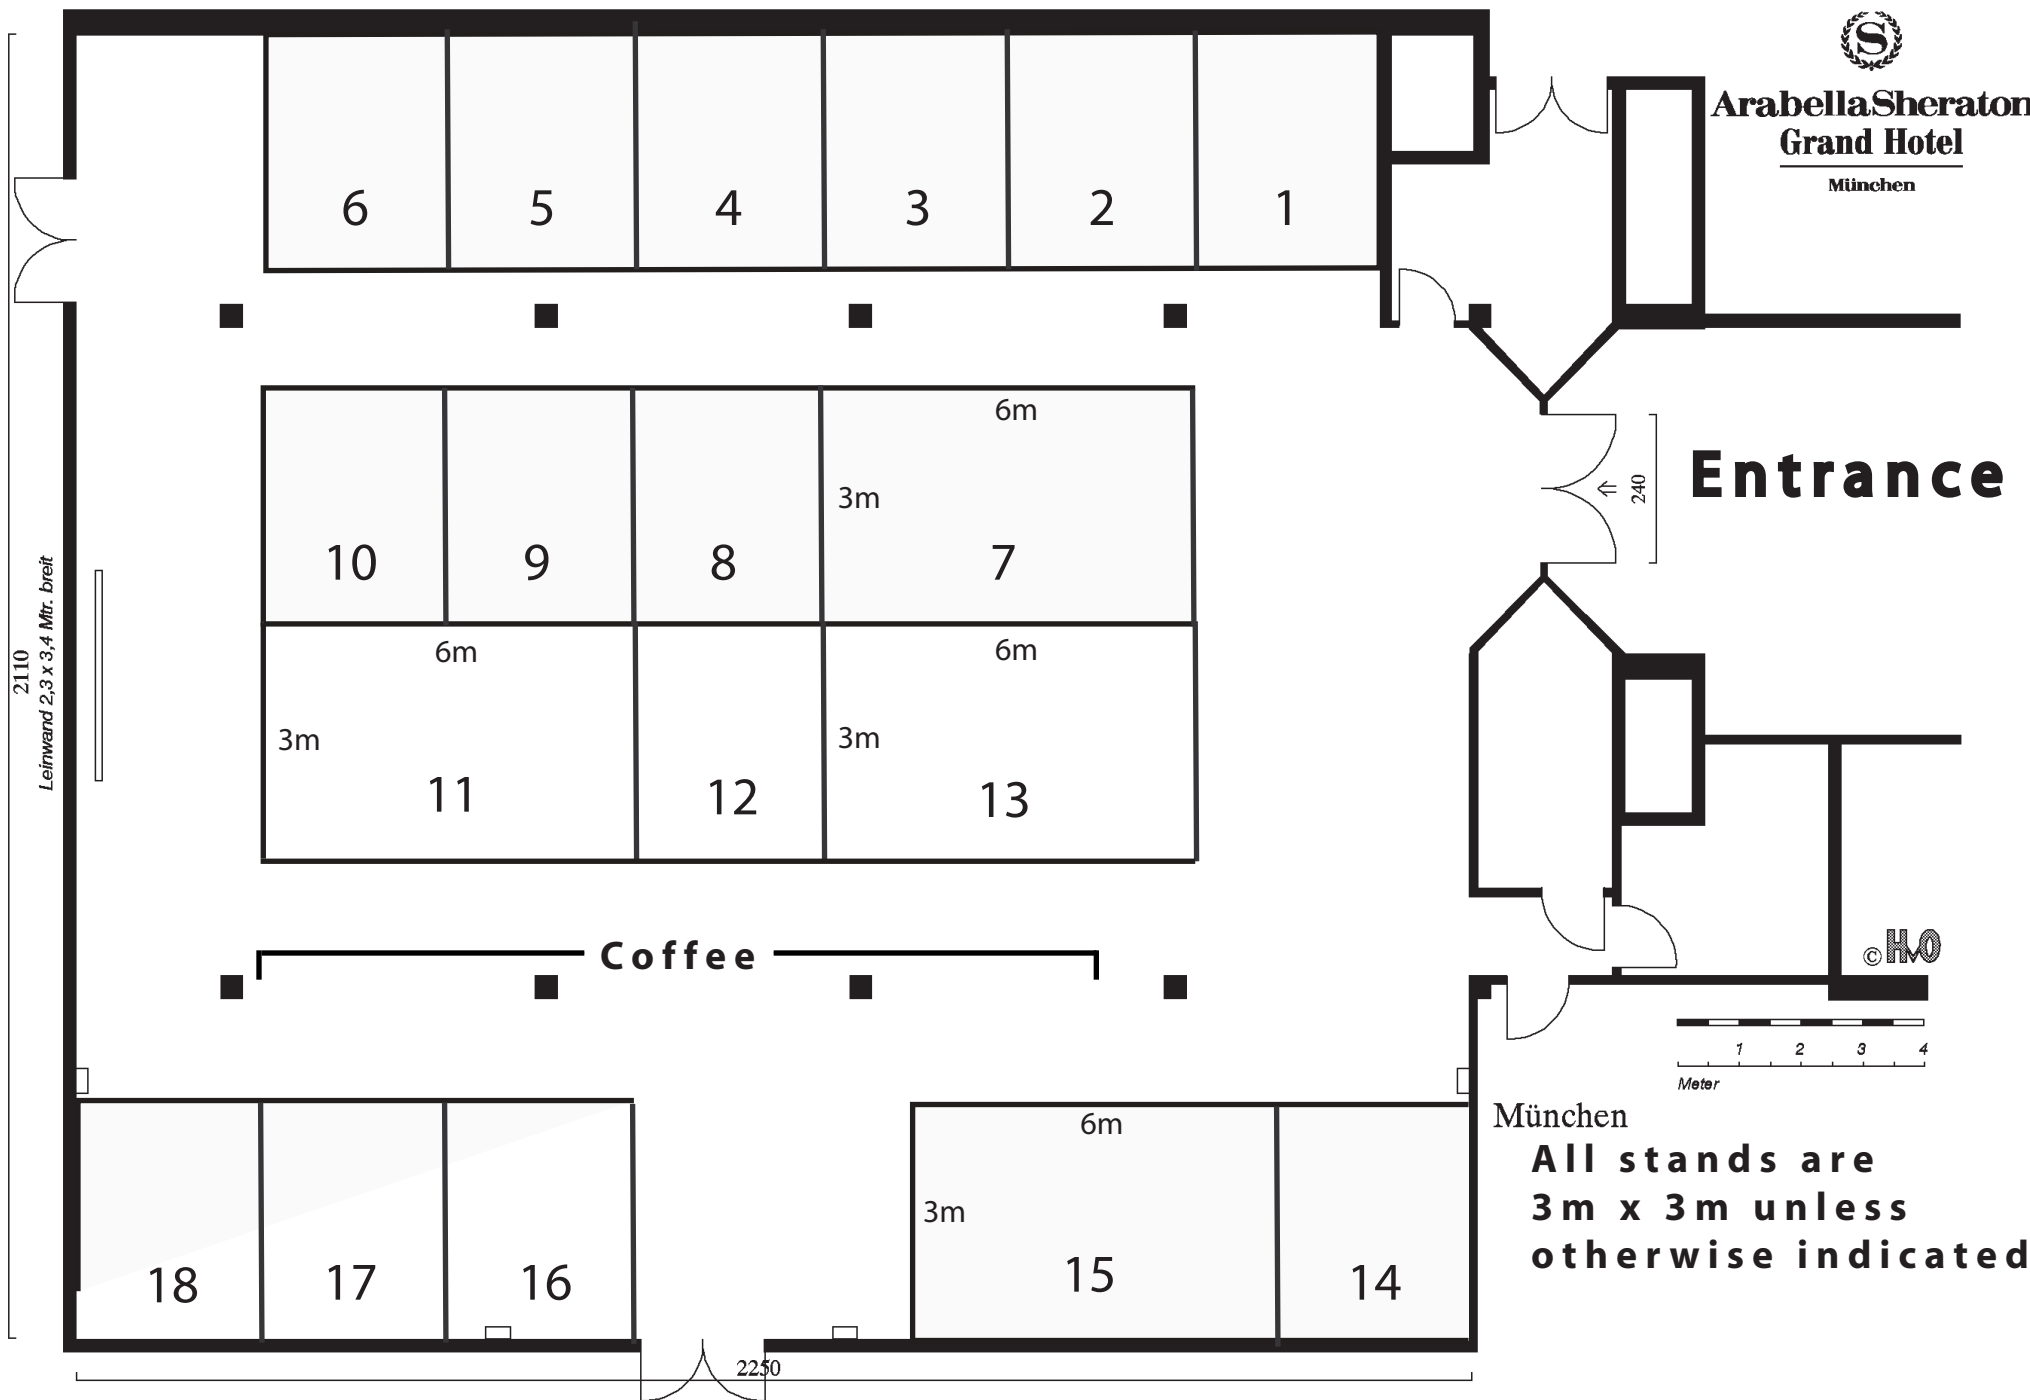 S
ArabellaSheraton
Grand Hotel
München
6
5
4
3
2
1
6m
3m
10
9
8
7
240
Entrance
2110
Leinwand 2,3 x 3,4 Mtr. breit
6m
6m
3m
3m
11
12
13
Coffee
© HvO
1 2 3 4
Meter
München
All stands are
3m x 3m unless
otherwise indicated
6m
3m
18
17
16
15
14
2250